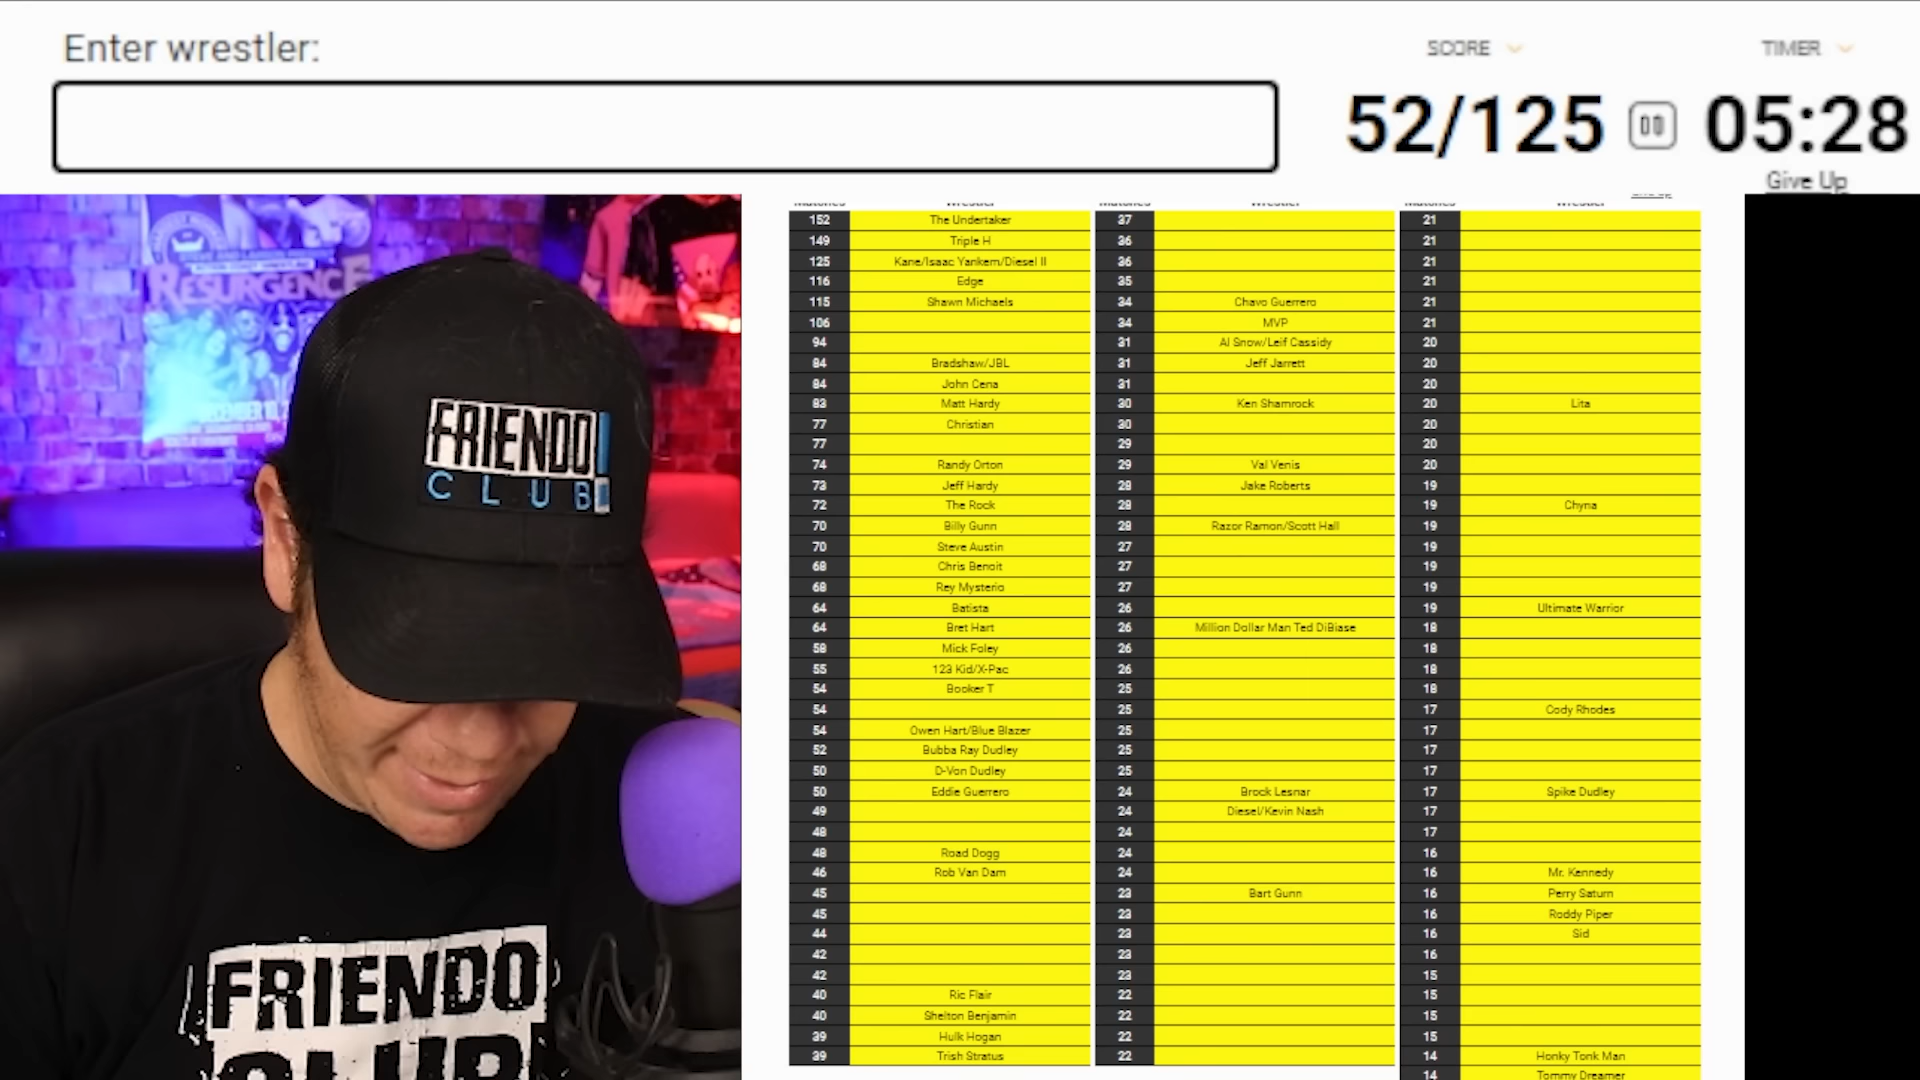 Enter wrestler:
SCORE
TIMER
52/125
05:28
Give Up
RESURGENCE
FRIENDO!
CLUB
FRIENDO
CLUB
Matches Wrestler Matches Wrestler Matches Wrestler
152 The Undertaker 37 21
149 Triple H 36 21
125 Kane/Isaac Yankem/Diesel II 36 21
116 Edge 35 21
115 Shawn Michaels 34 Chavo Guerrero 21
106 34 MVP 21
94 31 Al Snow/Leif Cassidy 20
84 Bradshaw/JBL 31 Jeff Jarrett 20
84 John Cena 31 20
83 Matt Hardy 30 Ken Shamrock 20 Lita
77 Christian 30 20
77 29 20
74 Randy Orton 29 Val Venis 20
73 Jeff Hardy 28 Jake Roberts 19
72 The Rock 28 19 Chyna
70 Billy Gunn 28 Razor Ramon/Scott Hall 19
70 Steve Austin 27 19
68 Chris Benoit 27 19
68 Rey Mysterio 27 19
64 Batista 26 19 Ultimate Warrior
64 Bret Hart 26 Million Dollar Man Ted DiBiase 18
58 Mick Foley 26 18
55 123 Kid/X-Pac 26 18
54 Booker T 25 18
54 25 17 Cody Rhodes
54 Owen Hart/Blue Blazer 25 17
52 Bubba Ray Dudley 25 17
50 D-Von Dudley 25 17
50 Eddie Guerrero 24 Brock Lesnar 17 Spike Dudley
49 24 Diesel/Kevin Nash 17
48 24 17
48 Road Dogg 24 16
46 Rob Van Dam 24 16 Mr. Kennedy
45 23 Bart Gunn 16 Perry Saturn
45 23 16 Roddy Piper
44 23 16 Sid
42 23 16
42 23 15
40 Ric Flair 22 15
40 Shelton Benjamin 22 15
39 Hulk Hogan 22 15
39 Trish Stratus 22 14 Honky Tonk Man
14 Tommy Dreamer